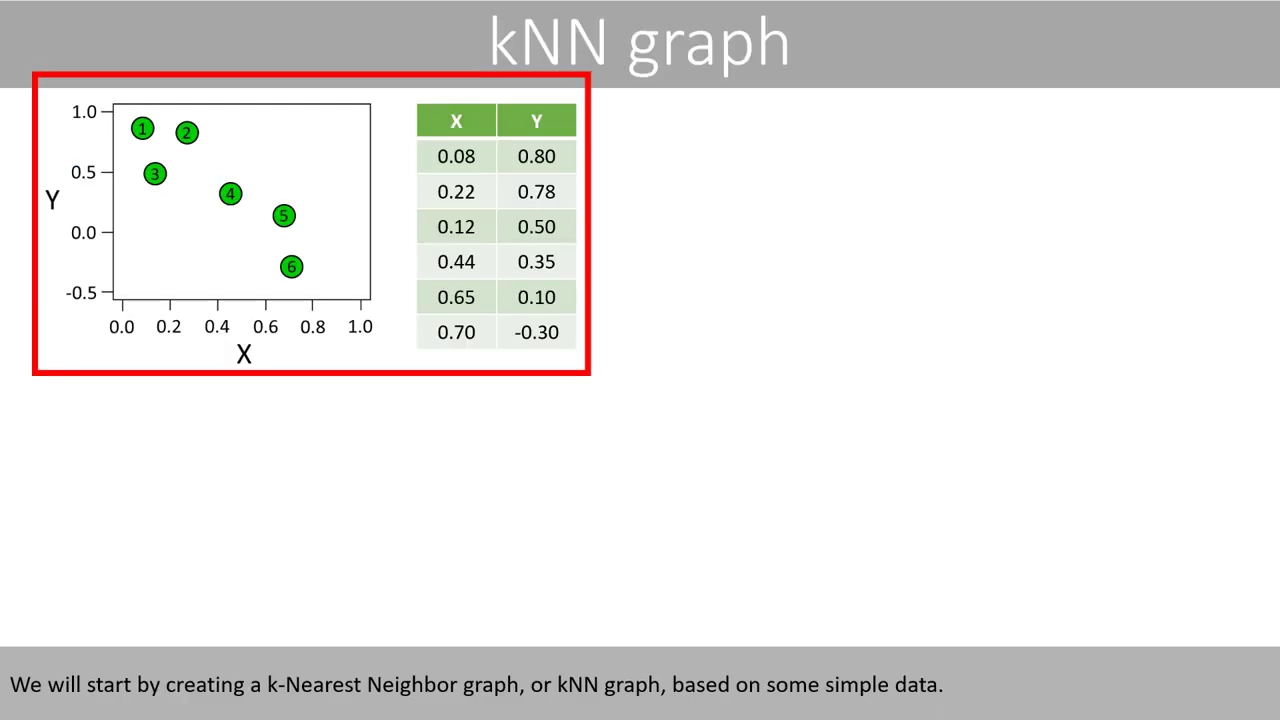 kNN graph
1.0
0.5
0.0
-0.5
Y
1
2
3
4
5
6
0.0 0.2 0.4 0.6 0.8 1.0
X
X Y
0.08 0.80
0.22 0.78
0.12 0.50
0.44 0.35
0.65 0.10
0.70 -0.30
We will start by creating a k-Nearest Neighbor graph, or kNN graph, based on some simple data.